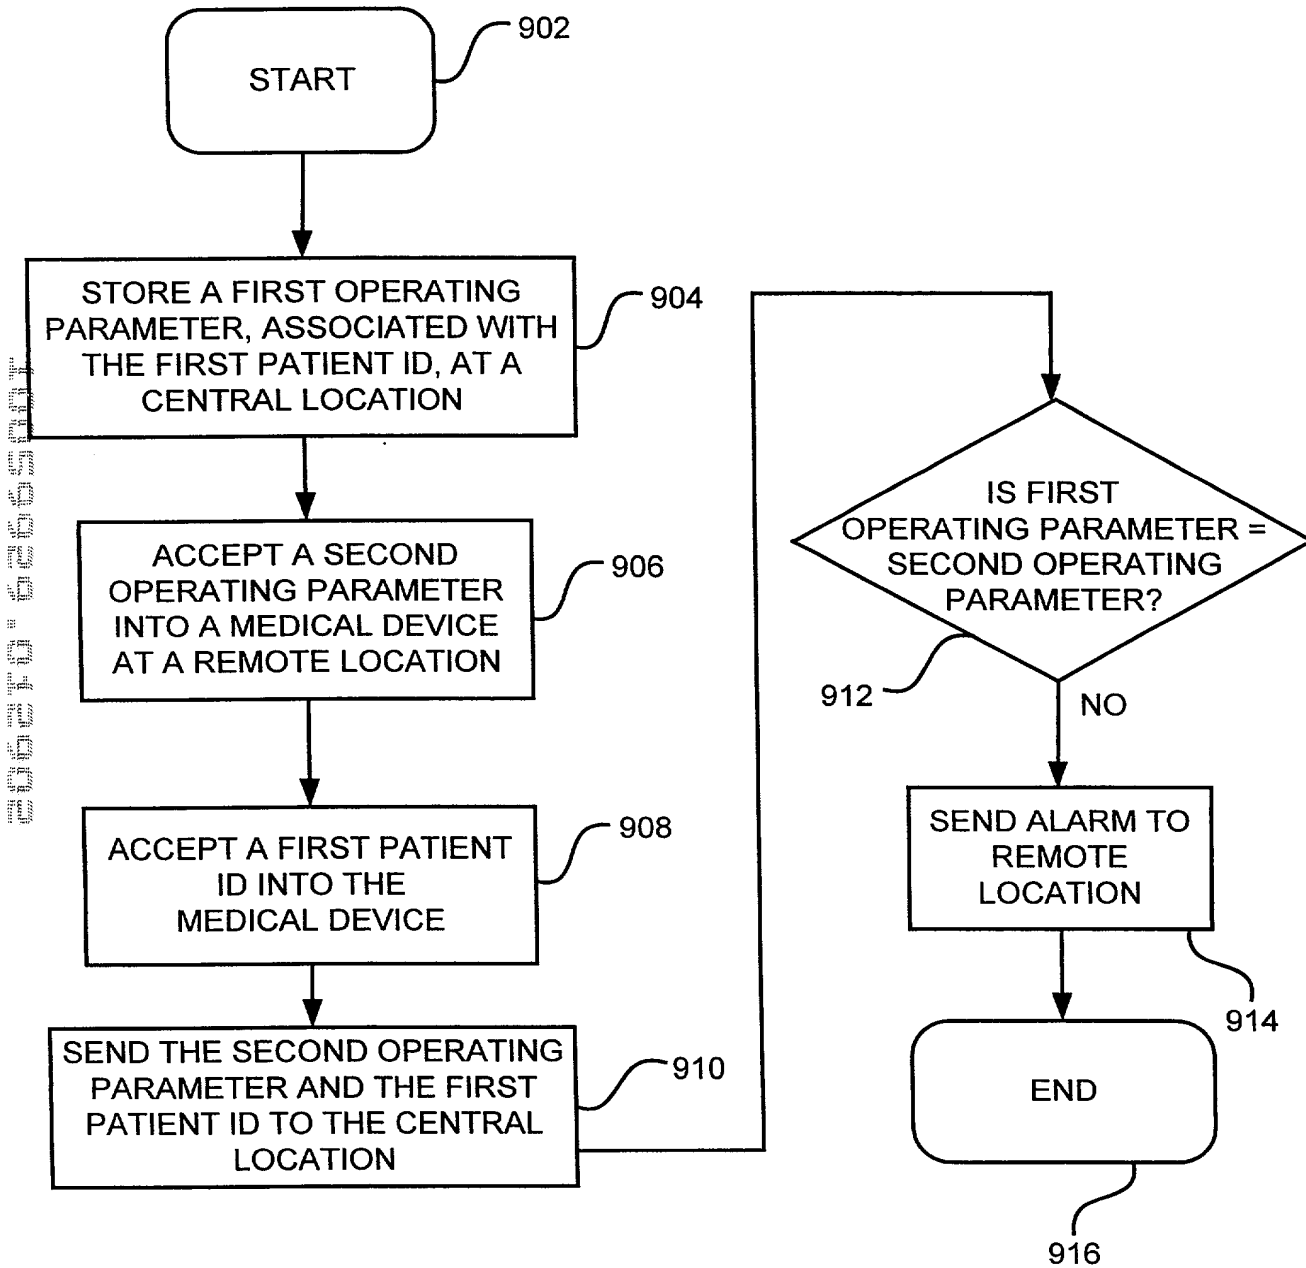 START
902
STORE A FIRST OPERATING
PARAMETER, ASSOCIATED WITH
THE FIRST PATIENT ID, AT A
CENTRAL LOCATION
904
ACCEPT A SECOND
OPERATING PARAMETER
INTO A MEDICAL DEVICE
AT A REMOTE LOCATION
906
ACCEPT A FIRST PATIENT
ID INTO THE
MEDICAL DEVICE
908
SEND THE SECOND OPERATING
PARAMETER AND THE FIRST
PATIENT ID TO THE CENTRAL
LOCATION
910
IS FIRST
OPERATING PARAMETER =
SECOND OPERATING
PARAMETER?
912
NO
SEND ALARM TO
REMOTE
LOCATION
914
END
916